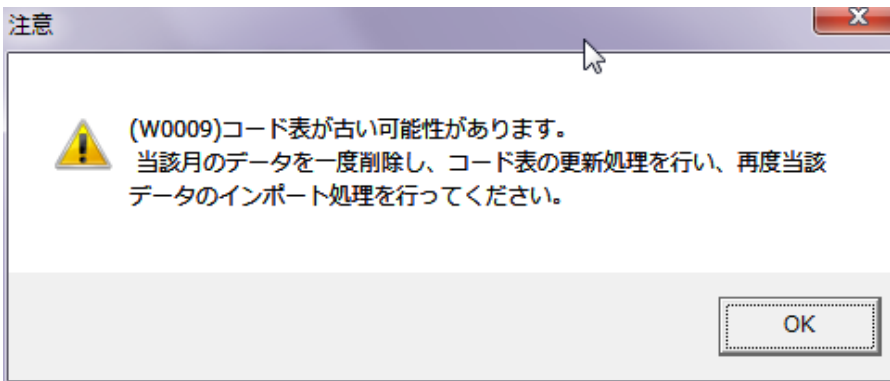 注意
(W0009)コード表が古い可能性があります。
当該月のデータを一度削除し、コード表の更新処理を行い、再度当該
データのインポート処理を行ってください。
OK